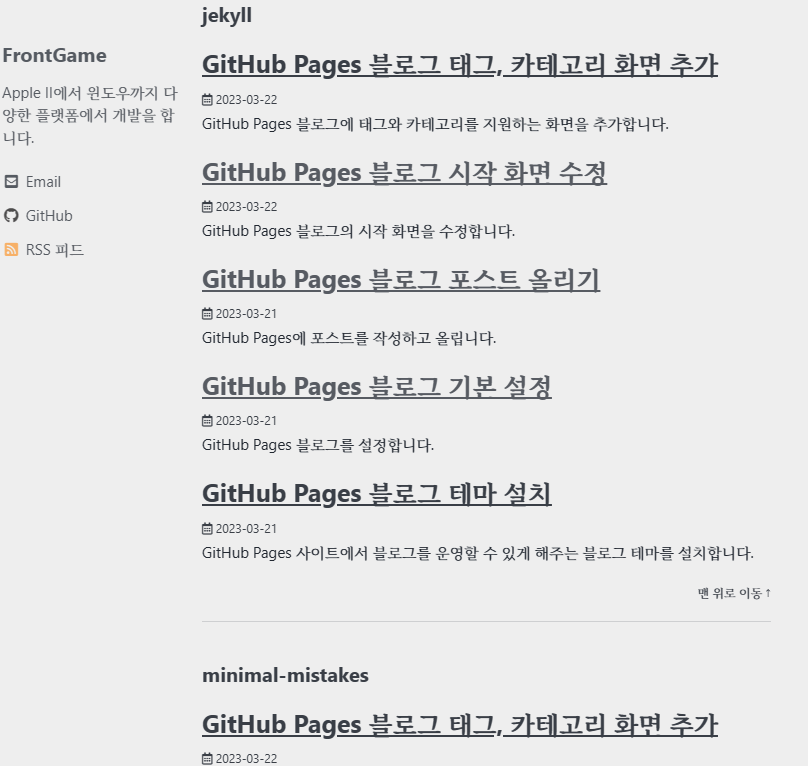 FrontGame
Apple II에서 윈도우까지 다
양한 플랫폼에서 개발을 합
니다.
Email
GitHub
RSS 피드
jekyll
GitHub Pages 블로그 태그, 카테고리 화면 추가
2023-03-22
GitHub Pages 블로그에 태그와 카테고리를 지원하는 화면을 추가합니다.
GitHub Pages 블로그 시작 화면 수정
2023-03-22
GitHub Pages 블로그의 시작 화면을 수정합니다.
GitHub Pages 블로그 포스트 올리기
2023-03-21
GitHub Pages에 포스트를 작성하고 올립니다.
GitHub Pages 블로그 기본 설정
2023-03-21
GitHub Pages 블로그를 설정합니다.
GitHub Pages 블로그 테마 설치
2023-03-21
GitHub Pages 사이트에서 블로그를 운영할 수 있게 해주는 블로그 테마를 설치합니다.
맨 위로 이동 ↑
minimal-mistakes
GitHub Pages 블로그 태그, 카테고리 화면 추가
2023-03-22